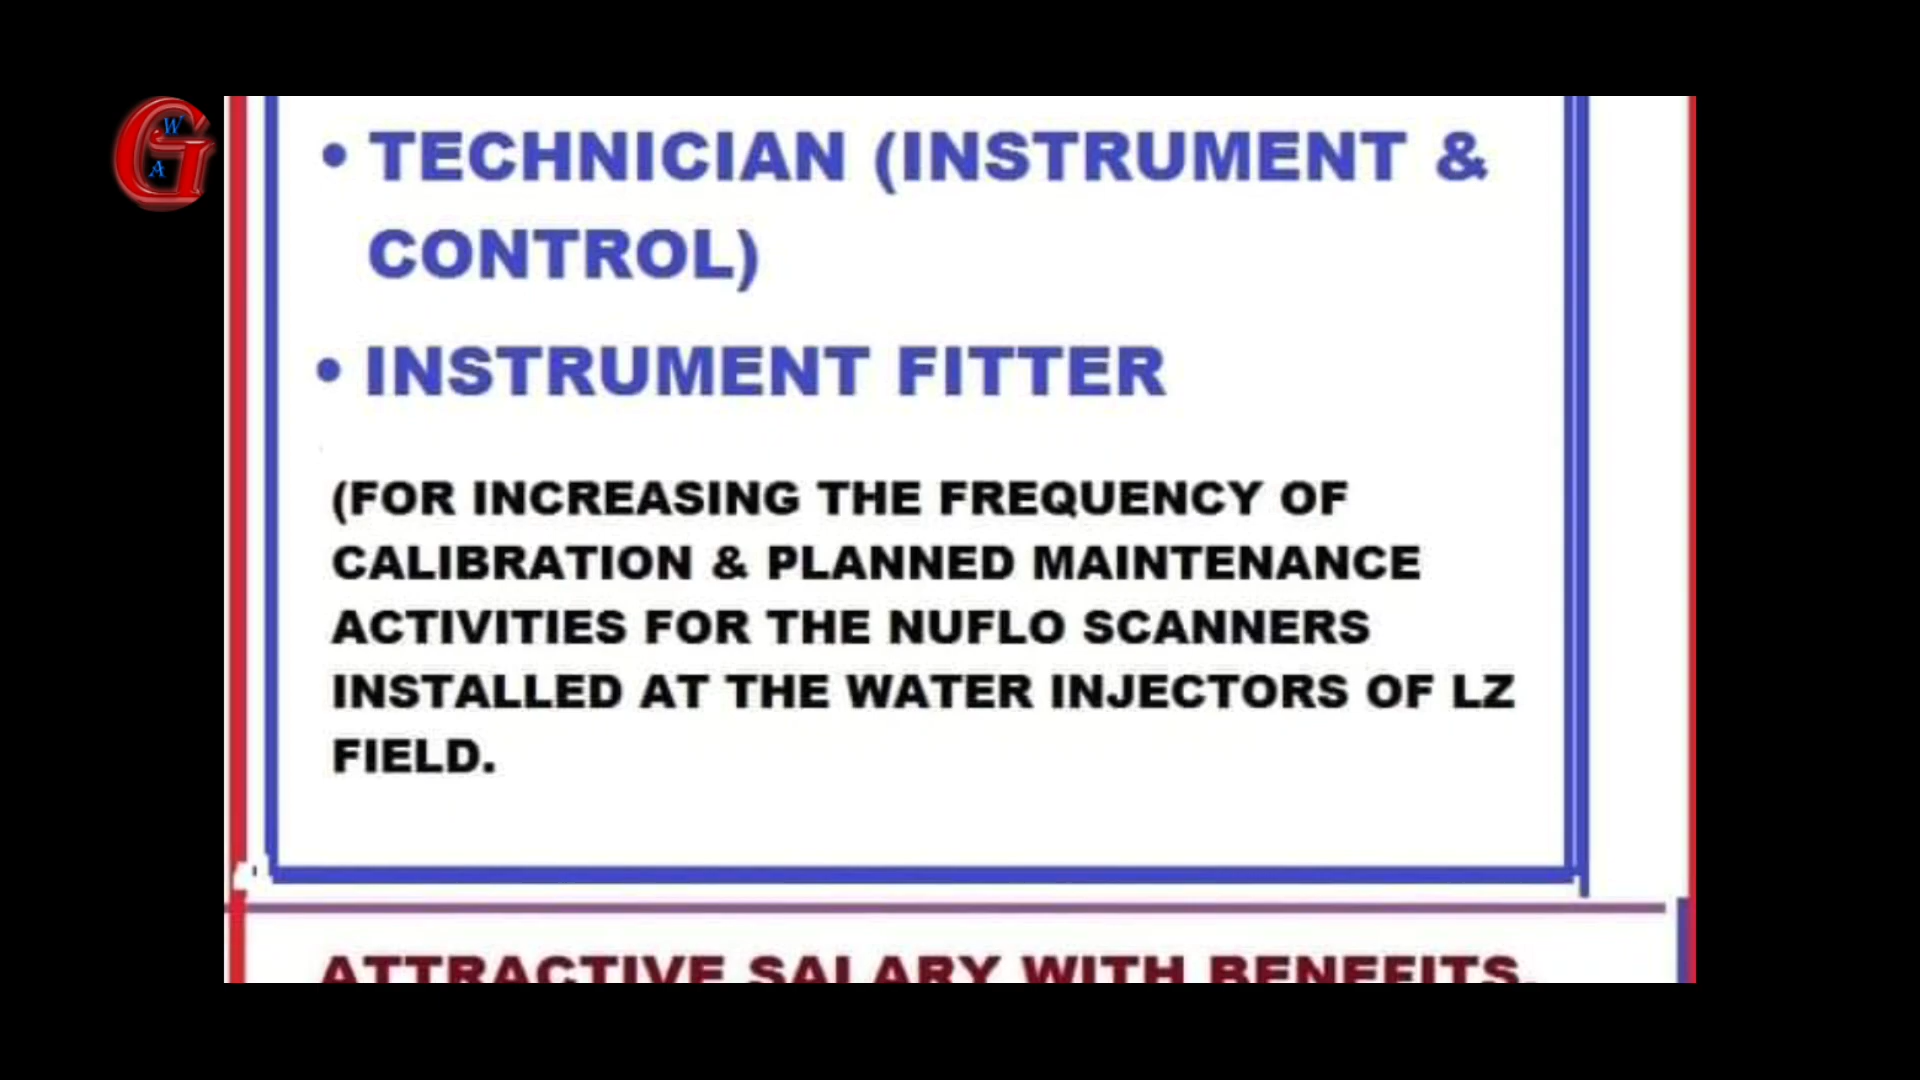 G
W
A
• TECHNICIAN (INSTRUMENT &
CONTROL)
• INSTRUMENT FITTER
(FOR INCREASING THE FREQUENCY OF
CALIBRATION & PLANNED MAINTENANCE
ACTIVITIES FOR THE NUFLO SCANNERS
INSTALLED AT THE WATER INJECTORS OF LZ
FIELD.
ATTRACTIVE SALARY WITH BENEFITS.